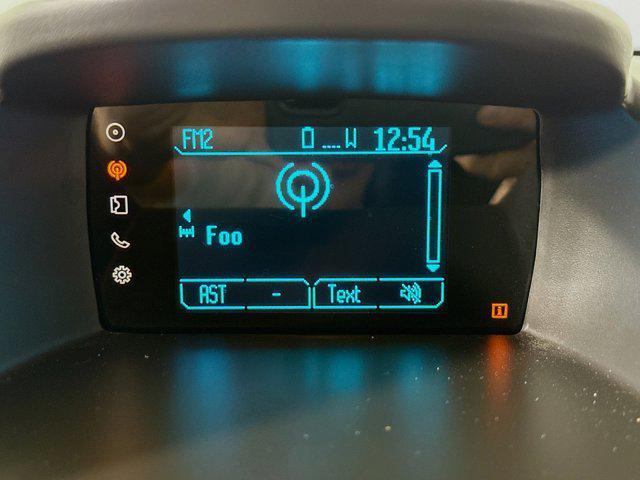 FM2 W 12:54
Foo
AST - Text
i